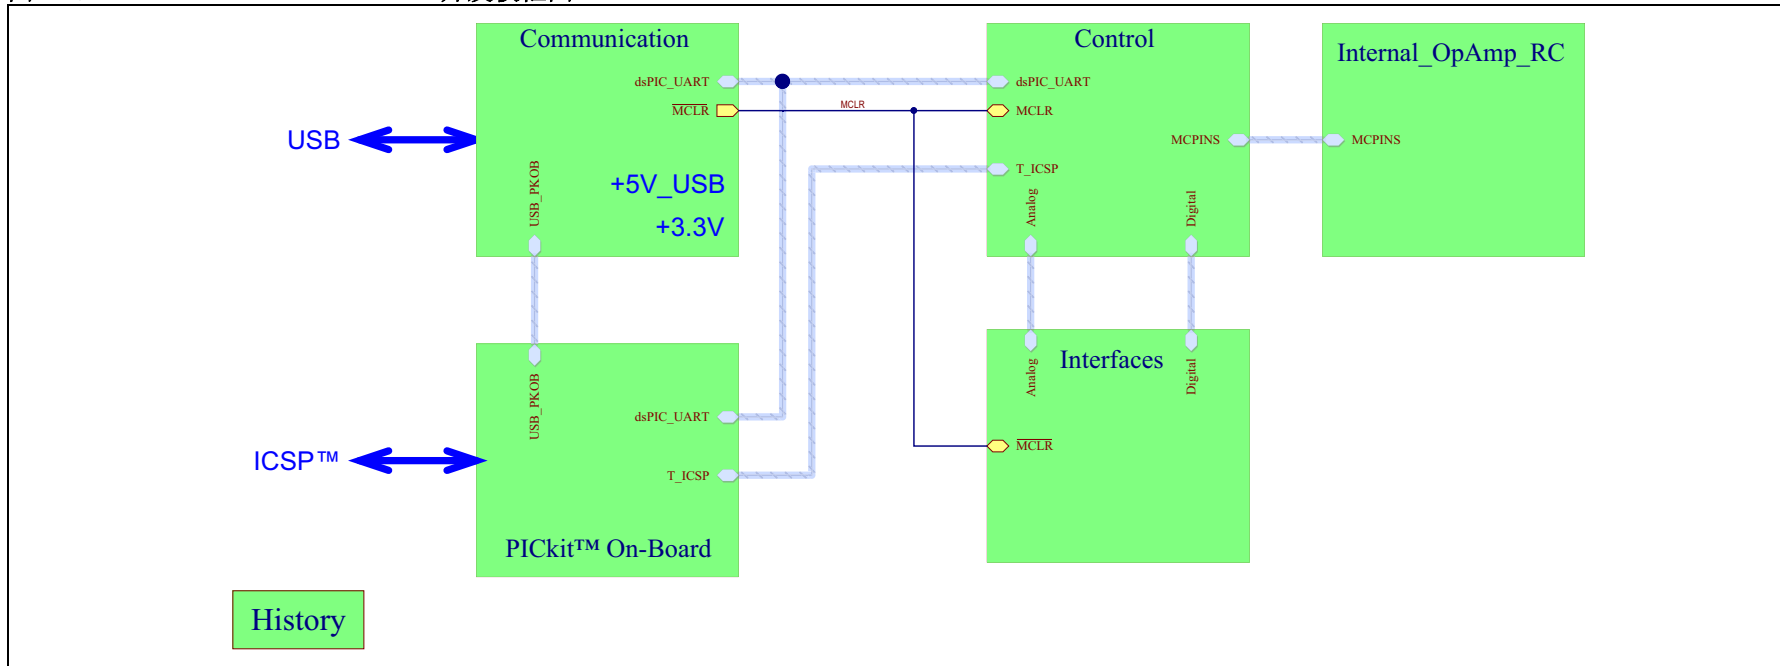 Communication
dsPIC_UART
MCLR
USB
USB_PKOB
+5V_USB
+3.3V
MCLR
Control
dsPIC_UART
MCLR
T_ICSP
MCPINS
Analog
Digital
Internal_OpAmp_RC
MCPINS
USB_PKOB
dsPIC_UART
ICSP™
T_ICSP
PICkit™ On-Board
Analog
Interfaces
Digital
MCLR
History